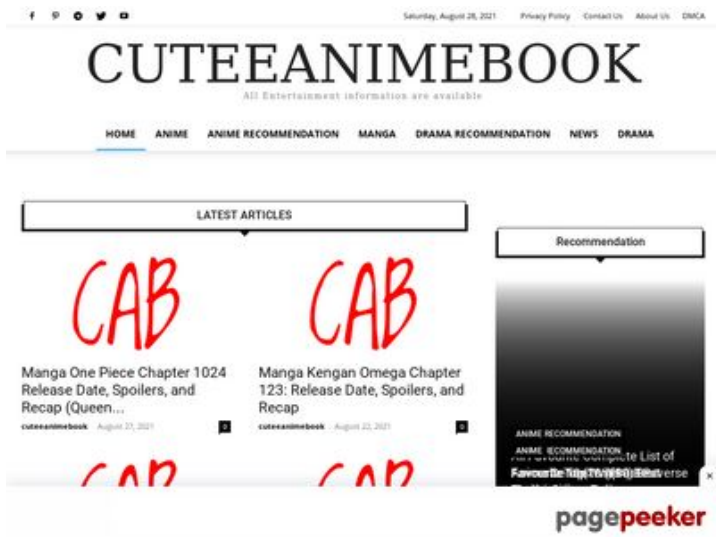 Saturday, August 28, 2021 Privacy Policy Contact Us About Us DMCA
CUTEEANIMEBOOK
All Entertainment information are available
HOME ANIME ANIME RECOMMENDATION MANGA DRAMA RECOMMENDATION NEWS DRAMA
LATEST ARTICLES
CAB
Manga One Piece Chapter 1024
Release Date, Spoilers, and
Recap (Queen...
cuteeanimebook - August 27, 2021 0
CAB
Manga Kengan Omega Chapter
123: Release Date, Spoilers, and
Recap
cuteeanimebook - August 22, 2021 0
CAB
CAB
Recommendation
ANIME RECOMMENDATION
ANIME RECOMMENDATION
pagepeeker